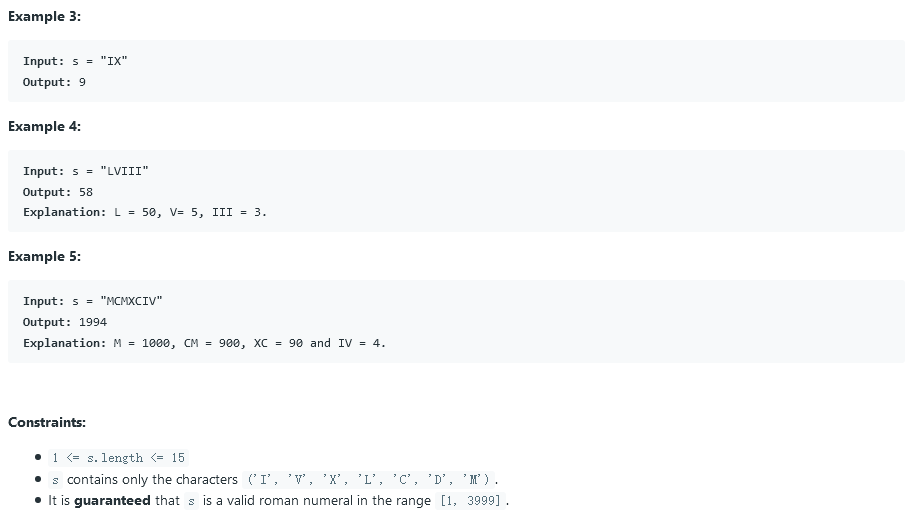 Example 3:
Input: s = "IX"
Output: 9
Example 4:
Input: s = "LVIII"
Output: 58
Explanation: L = 50, V= 5, III = 3.
Example 5:
Input: s = "MCMXCIV"
Output: 1994
Explanation: M = 1000, CM = 900, XC = 90 and IV = 4.
Constraints:
• 1 <= s.length <= 15
• s contains only the characters ('I', 'V', 'X', 'L', 'C', 'D', 'M').
• It is guaranteed that s is a valid roman numeral in the range [1, 3999].